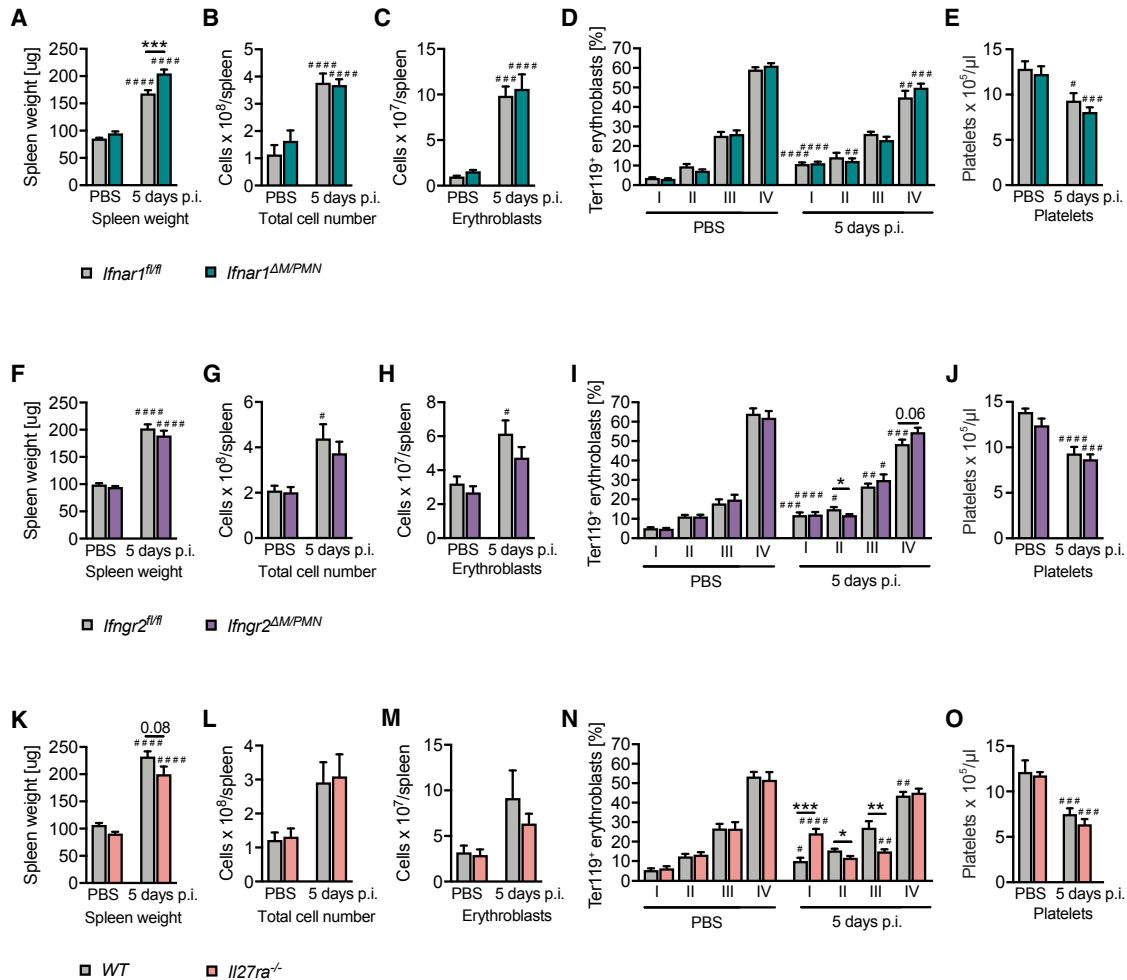 A
B
C
D
E
Spleen weight [ug]
250
200
150
100
50
0
***
####
####
PBS
5 days p.i.
Spleen weight
Cells x 10⁸/spleen
5
4
3
2
1
0
####
####
PBS
5 days p.i.
Total cell number
Cells x 10⁷/spleen
15
10
5
0
###
####
PBS
5 days p.i.
Erythroblasts
Ter119⁺ erythroblasts [%]
70
60
50
40
30
20
10
0
####
####
##
##
###
I II III IV I II III IV
PBS
5 days p.i.
Platelets x 10⁵/µl
15
10
5
0
#
###
PBS
5 days p.i.
Platelets
Ifnar1fl/fl
Ifnar1ΔM/PMN
F
G
H
I
J
Spleen weight [ug]
250
200
150
100
50
0
####
####
PBS
5 days p.i.
Spleen weight
Cells x 10⁸/spleen
6
4
2
0
#
PBS
5 days p.i.
Total cell number
Cells x 10⁷/spleen
8
6
4
2
0
#
PBS
5 days p.i.
Erythroblasts
Ter119⁺ erythroblasts [%]
70
60
50
40
30
20
10
0
###
####
*
#
##
#
0.06
###
I II III IV I II III IV
PBS
5 days p.i.
Platelets x 10⁵/µl
15
10
5
0
####
###
PBS
5 days p.i.
Platelets
Ifngr2fl/fl
Ifngr2ΔM/PMN
K
L
M
N
O
Spleen weight [ug]
250
200
150
100
50
0
0.08
####
####
PBS
5 days p.i.
Spleen weight
Cells x 10⁸/spleen
4
3
2
1
0
PBS
5 days p.i.
Total cell number
Cells x 10⁷/spleen
15
10
5
0
PBS
5 days p.i.
Erythroblasts
Ter119⁺ erythroblasts [%]
70
60
50
40
30
20
10
0
***
####
#
*
**
##
##
I II III IV I II III IV
PBS
5 days p.i.
Platelets x 10⁵/µl
15
10
5
0
###
###
PBS
5 days p.i.
Platelets
WT
Il27ra-/-